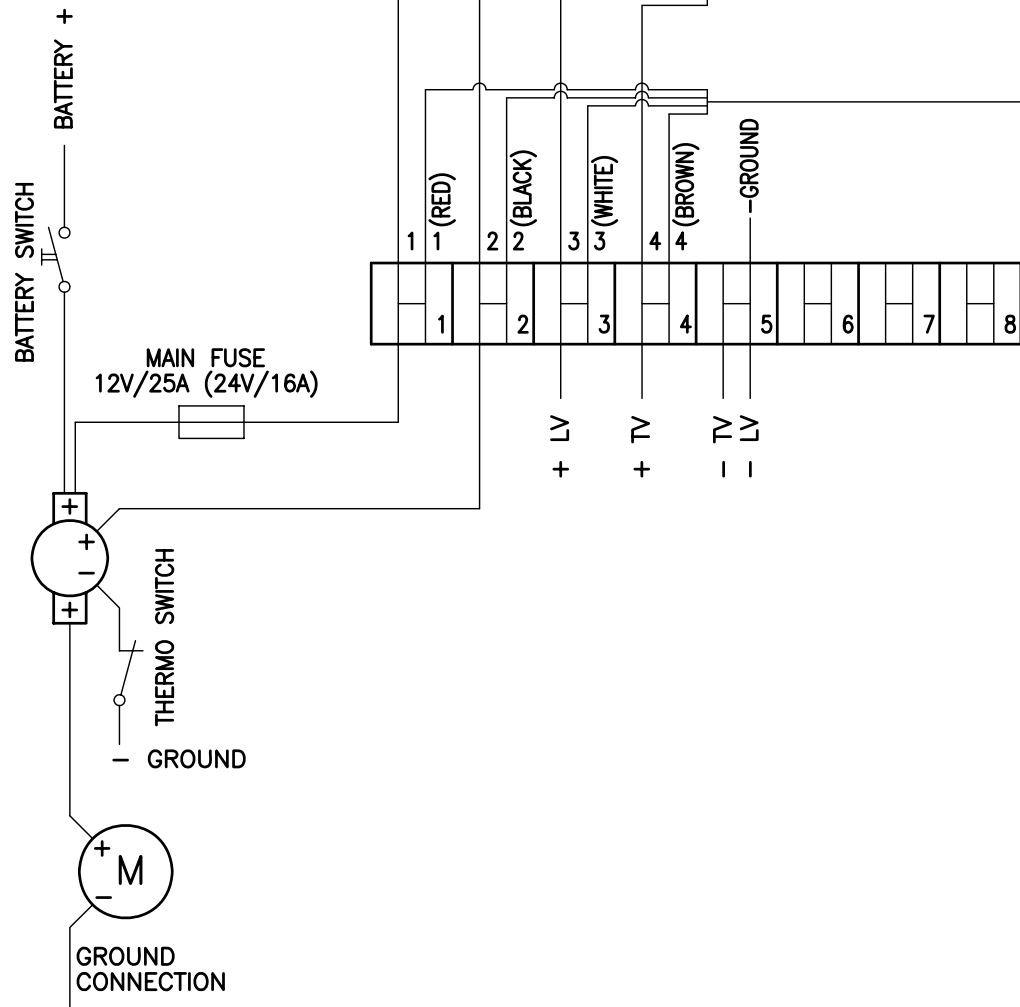 BATTERY +
BATTERY SWITCH
(RED)
(BLACK)
(WHITE)
(BROWN)
-GROUND
1 1 2 2 3 3 4 4
1 2 3 4 5 6 7 8
MAIN FUSE
12V/25A (24V/16A)
+ LV
+ TV
- TV
- LV
+
+
-
+
THERMO SWITCH
- GROUND
+
M
-
GROUND
CONNECTION